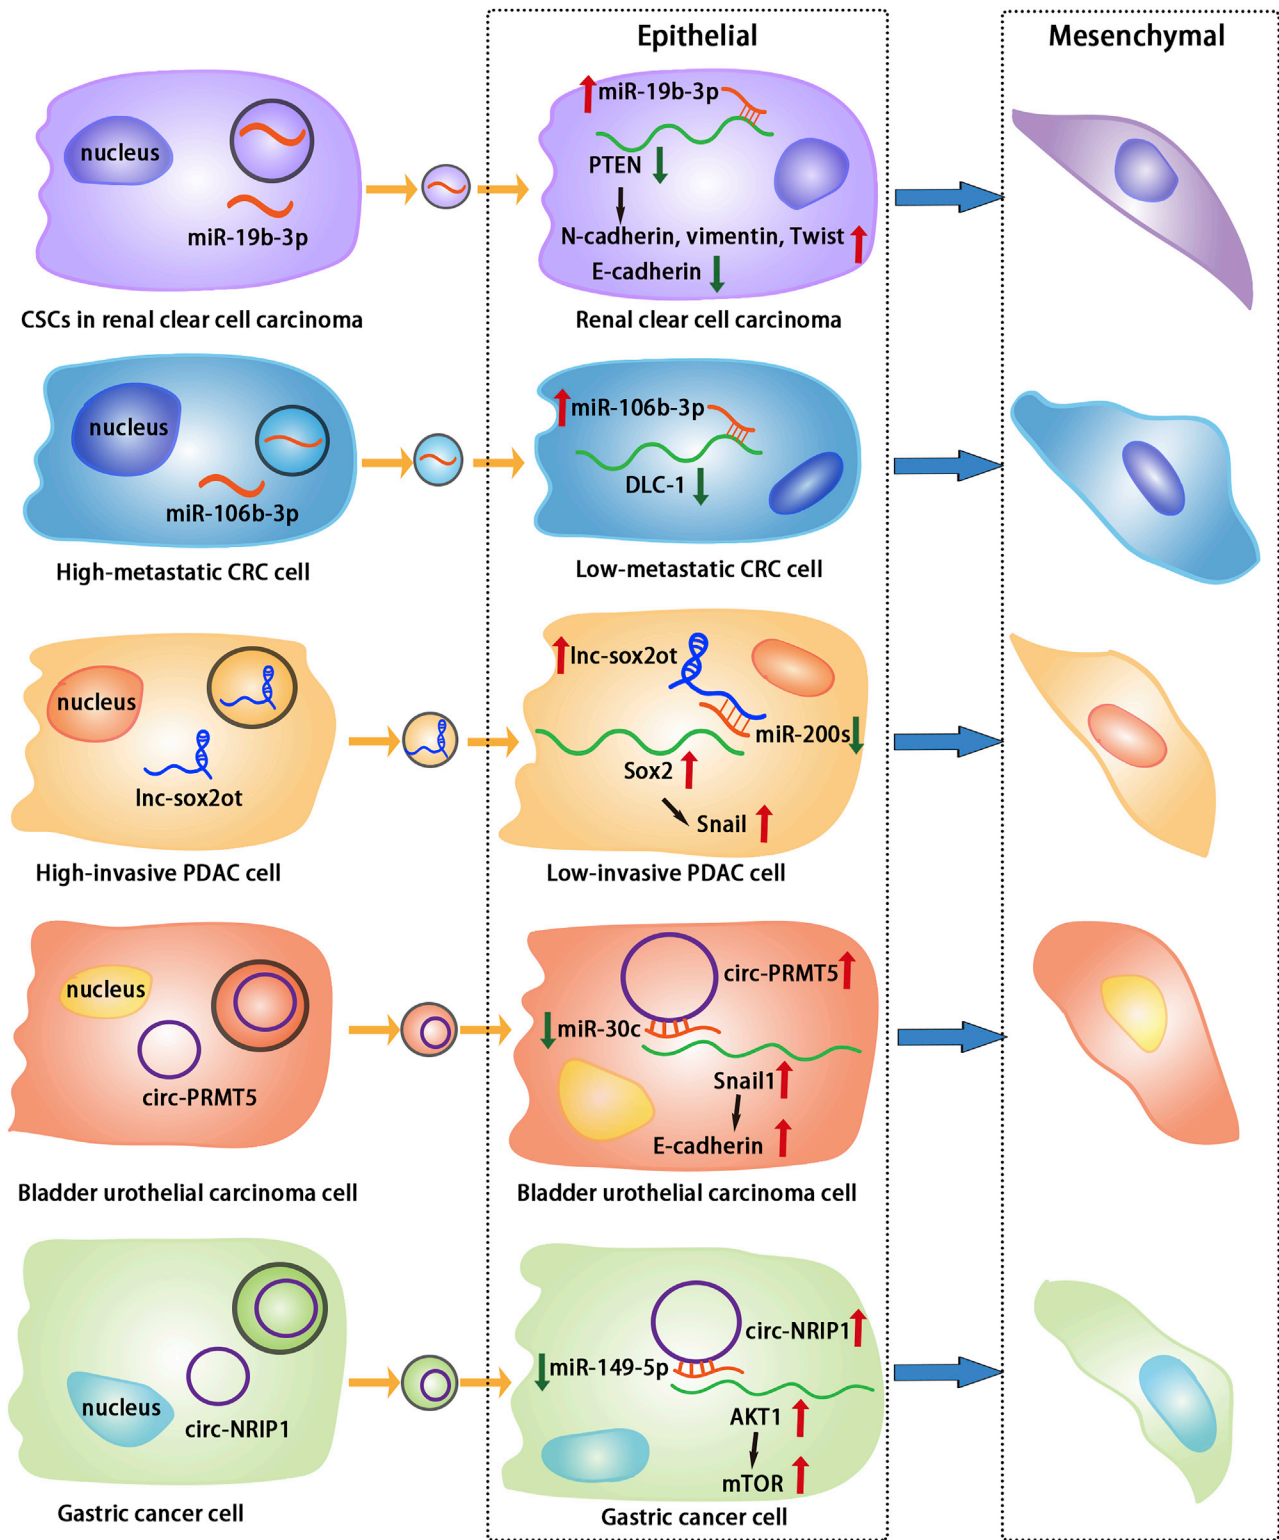 Epithelial
Mesenchymal
nucleus
miR-19b-3p
CSCs in renal clear cell carcinoma
miR-19b-3p
PTEN
N-cadherin, vimentin, Twist
E-cadherin
Renal clear cell carcinoma
nucleus
miR-106b-3p
High-metastatic CRC cell
miR-106b-3p
DLC-1
Low-metastatic CRC cell
nucleus
lnc-sox2ot
High-invasive PDAC cell
lnc-sox2ot
miR-200s
Sox2
Snail
Low-invasive PDAC cell
nucleus
circ-PRMT5
Bladder urothelial carcinoma cell
circ-PRMT5
miR-30c
Snail1
E-cadherin
Bladder urothelial carcinoma cell
nucleus
circ-NRIP1
Gastric cancer cell
circ-NRIP1
miR-149-5p
AKT1
mTOR
Gastric cancer cell